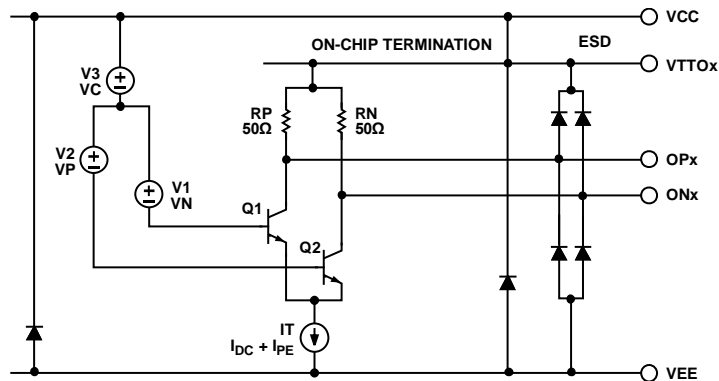 VCC
ON-CHIP TERMINATION
ESD
VTTOx
V3
VC
RP
50Ω
RN
50Ω
V2
VP
OPx
V1
VN
ONx
Q1
Q2
IT
IDC + IPE
VEE